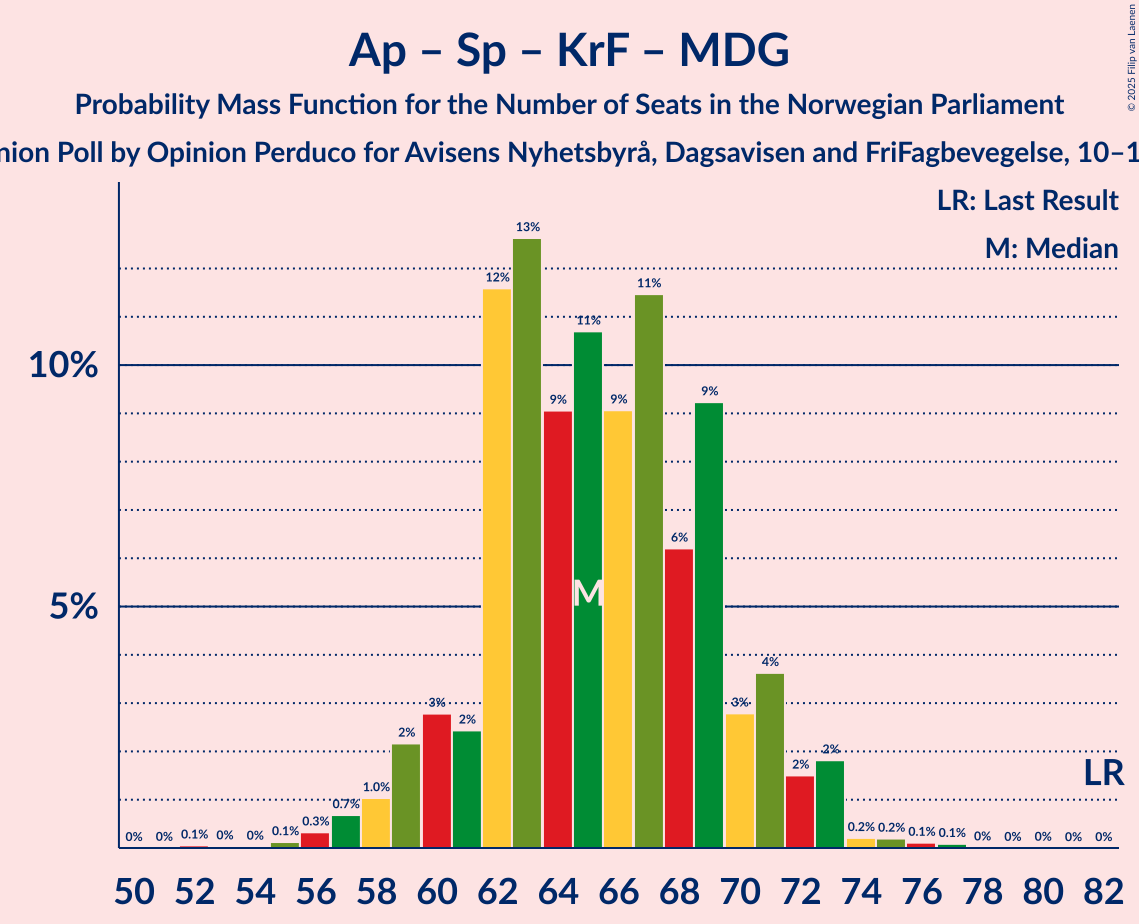 Ap – Sp – KrF – MDG
Probability Mass Function for the Number of Seats in the Norwegian Parliament
nion Poll by Opinion Perduco for Avisens Nyhetsbyrå, Dagsavisen and FriFagbevegelse, 10–1
© 2025 Filip van Laenen
LR: Last Result
M: Median
10%
5%
0% 0% 0.1% 0% 0% 0.1% 0.3% 0.7% 1.0% 2% 3% 2% 12% 13% 9% 11% 9% 11% 6% 9% 3% 4% 2% 2% 0.2% 0.2% 0.1% 0.1% 0% 0% 0% 0% 0%
M
LR
50 52 54 56 58 60 62 64 66 68 70 72 74 76 78 80 82